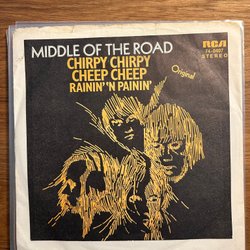 MIDDLE OF THE ROAD
RCA
CHIRPY CHIRPY
CHEEP CHEEP
RAININ' 'N PAININ'
Original
STEREO